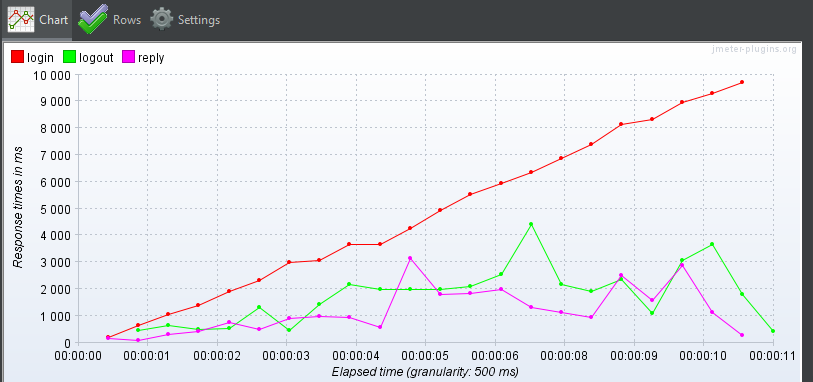 Chart Rows Settings
jmeter-plugins.org
login logout reply
10 000
9 000
8 000
7 000
6 000
5 000
4 000
3 000
2 000
1 000
0
Response times in ms
00:00:00 00:00:01 00:00:02 00:00:03 00:00:04 00:00:05 00:00:06 00:00:08 00:00:09 00:00:10 00:00:11
Elapsed time (granularity: 500 ms)